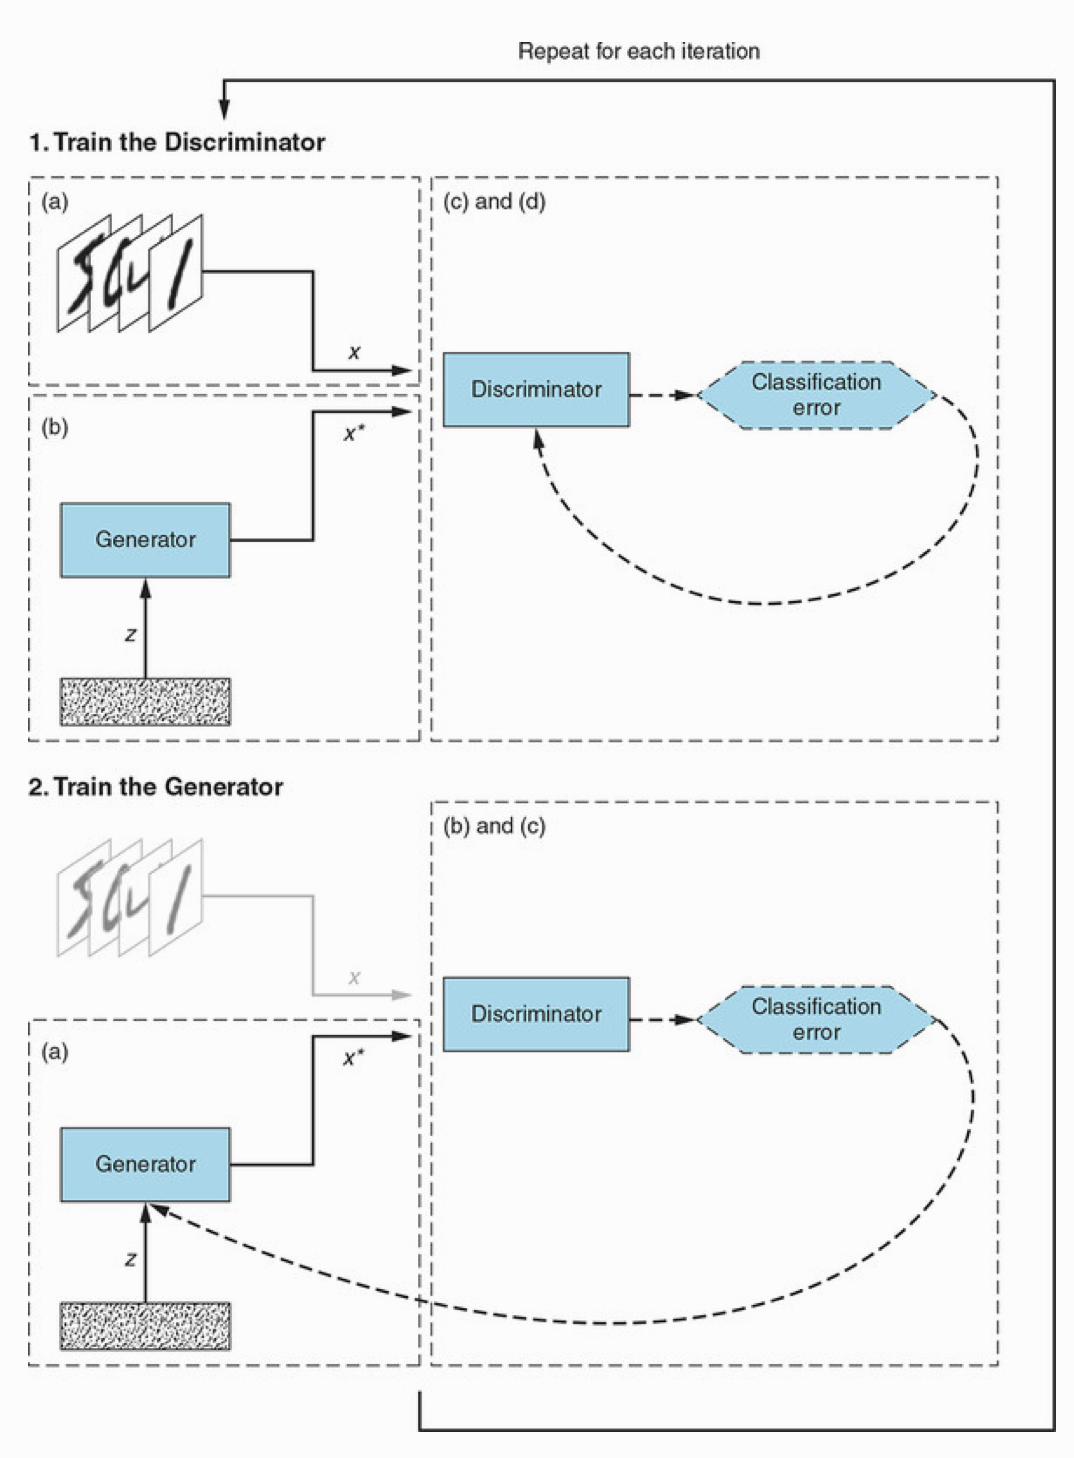 Repeat for each iteration
1. Train the Discriminator
(a)
x
(b)
x*
Generator
z
(c) and (d)
Discriminator
Classification
error
2. Train the Generator
x
(a)
x*
Generator
z
(b) and (c)
Discriminator
Classification
error